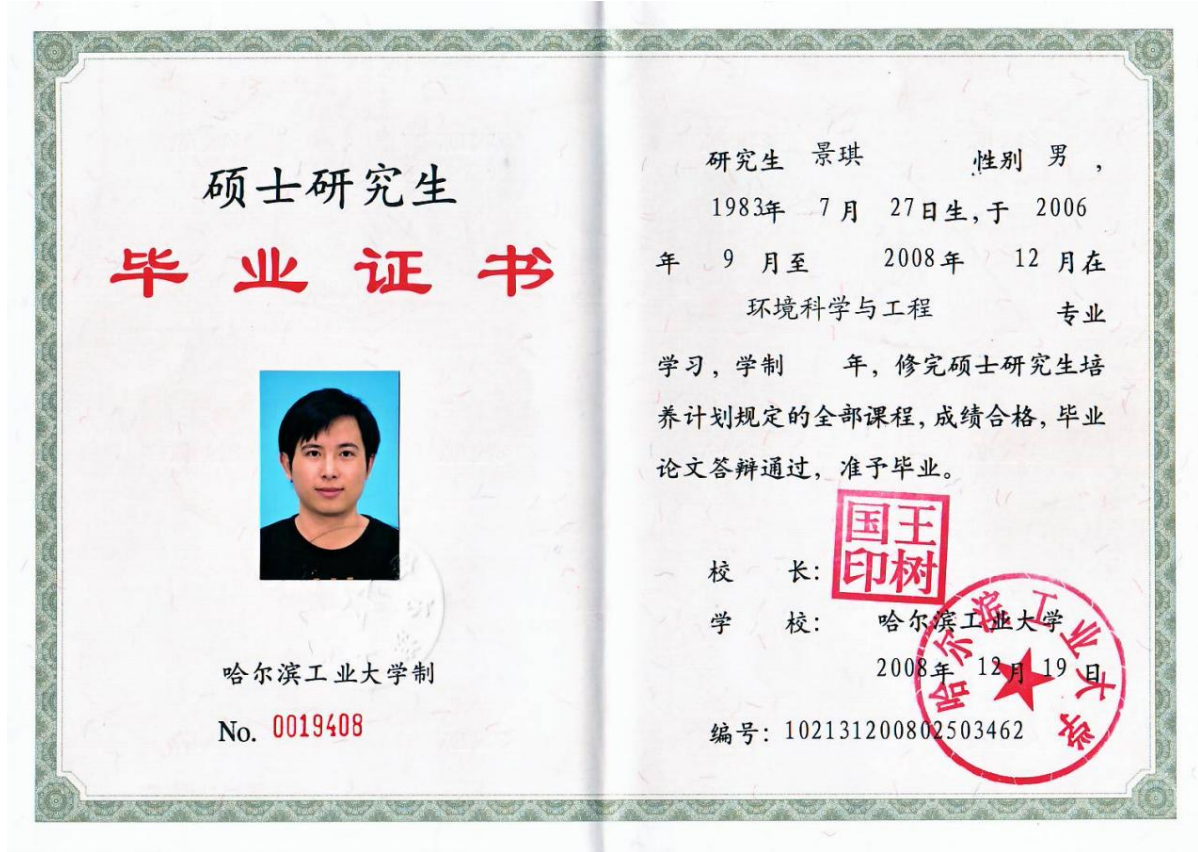 硕士研究生
毕业证书
哈尔滨工业大学制
No. 0019408
研究生 景琪 性别 男,
1983年 7月 27日生,于 2006
年 9 月至 2008年 12 月在
环境科学与工程 专业
学习,学制 年,修完硕士研究生培
养计划规定的全部课程,成绩合格,毕业
论文答辩通过,准予毕业。
王树国印
校 长:
学 校: 哈尔滨工业大学
2008年 12月 19日
哈尔滨工业大学
编号:102131200802503462